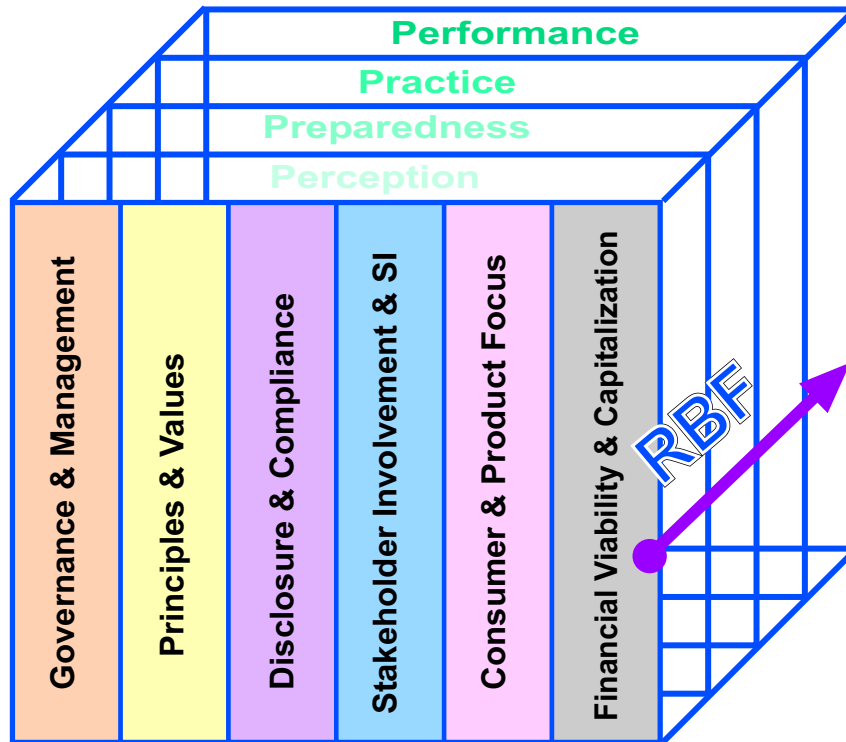 Performance
Practice
Preparedness
Perception
Governance & Management
Principles & Values
Disclosure & Compliance
Stakeholder Involvement & SI
Consumer & Product Focus
Financial Viability & Capitalization
RBF